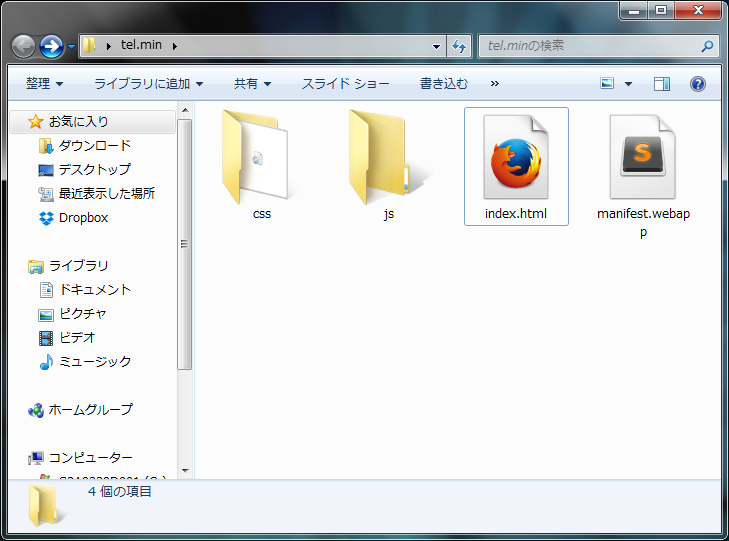 tel.min
tel.minの検索
整理
ライブラリに追加
共有
スライド ショー
書き込む
»
お気に入り
ダウンロード
デスクトップ
最近表示した場所
Dropbox
ライブラリ
ドキュメント
ピクチャ
ビデオ
ミュージック
ホームグループ
コンピューター
css
js
index.html
manifest.webap
p
4 個の項目